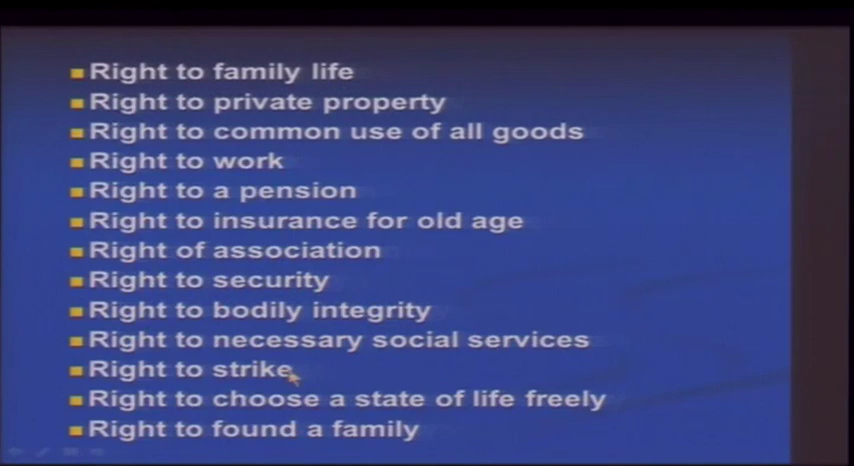 Right to family life
Right to private property
Right to common use of all goods
Right to work
Right to a pension
Right to insurance for old age
Right of association
Right to security
Right to bodily integrity
Right to necessary social services
Right to strike
Right to choose a state of life freely
Right to found a family